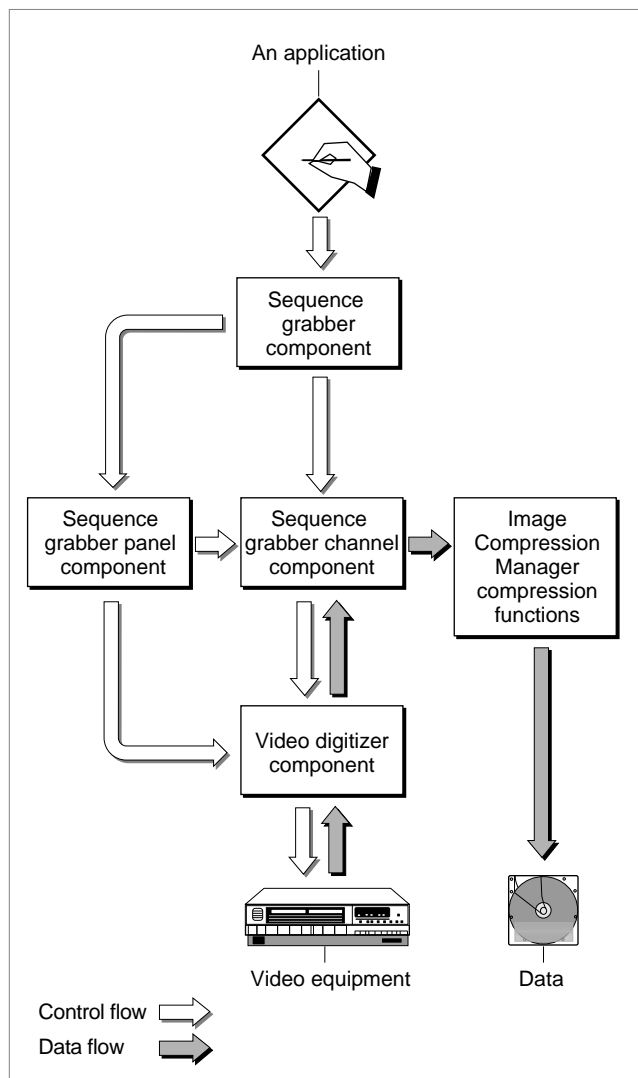 An application
Sequence
grabber
component
Sequence
grabber panel
component
Sequence
grabber channel
component
Image
Compression
Manager
compression
functions
Video digitizer
component
Video equipment
Data
Control flow
Data flow